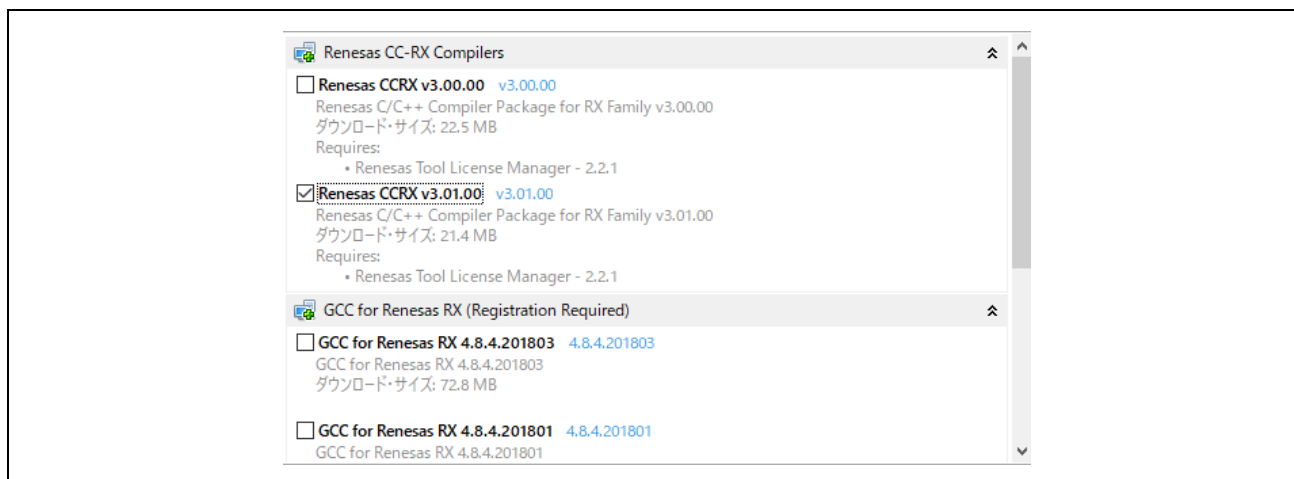 Renesas CC-RX Compilers
Renesas CCRX v3.00.00 v3.00.00
Renesas C/C++ Compiler Package for RX Family v3.00.00
ダウンロード・サイズ: 22.5 MB
Requires:
• Renesas Tool License Manager - 2.2.1
Renesas CCRX v3.01.00 v3.01.00
Renesas C/C++ Compiler Package for RX Family v3.01.00
ダウンロード・サイズ: 21.4 MB
Requires:
• Renesas Tool License Manager - 2.2.1
GCC for Renesas RX (Registration Required)
GCC for Renesas RX 4.8.4.201803 4.8.4.201803
GCC for Renesas RX 4.8.4.201803
ダウンロード・サイズ: 72.8 MB
GCC for Renesas RX 4.8.4.201801 4.8.4.201801
GCC for Renesas RX 4.8.4.201801